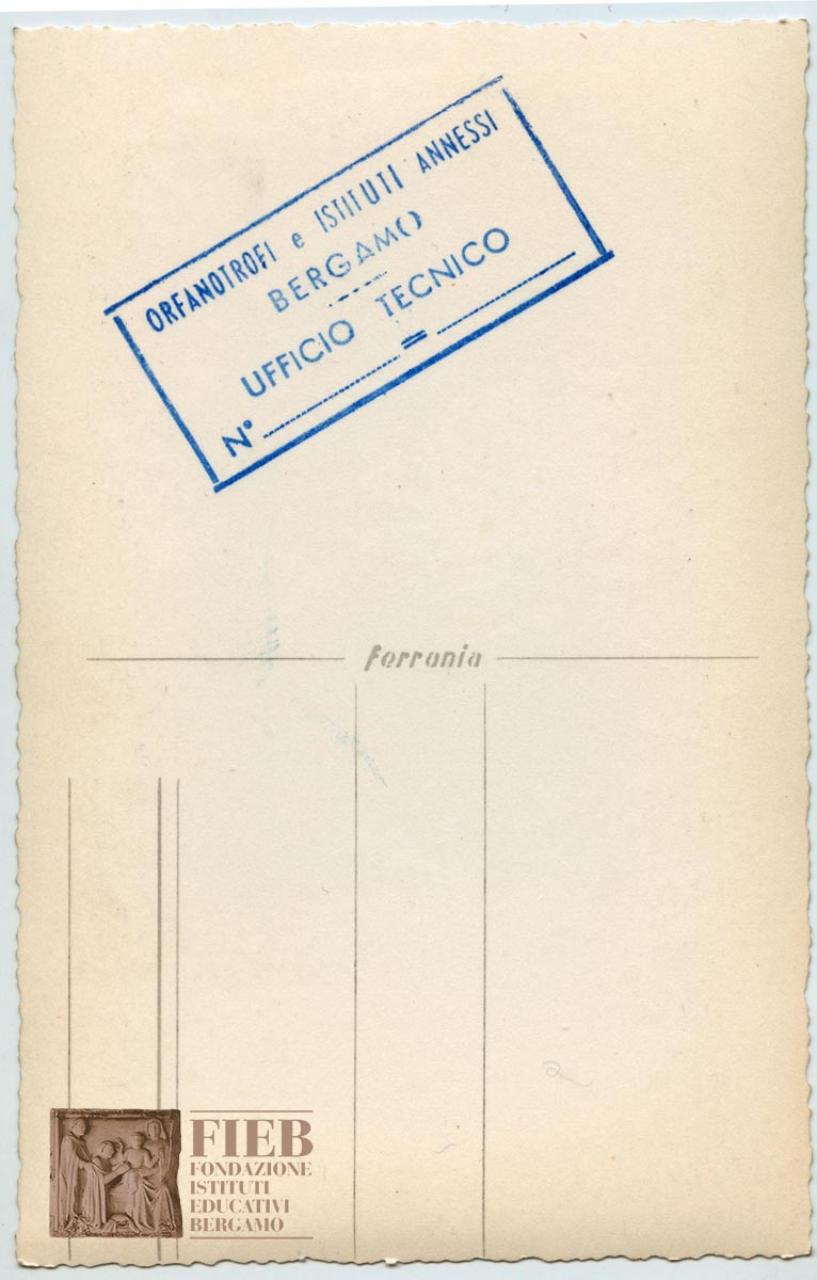 ORFANOTROFI e ISTITUTI ANNESSI
BERGAMO
UFFICIO TECNICO
N°
ferrania
FIEB
FONDAZIONE
ISTITUTI
EDUCATIVI
BERGAMO